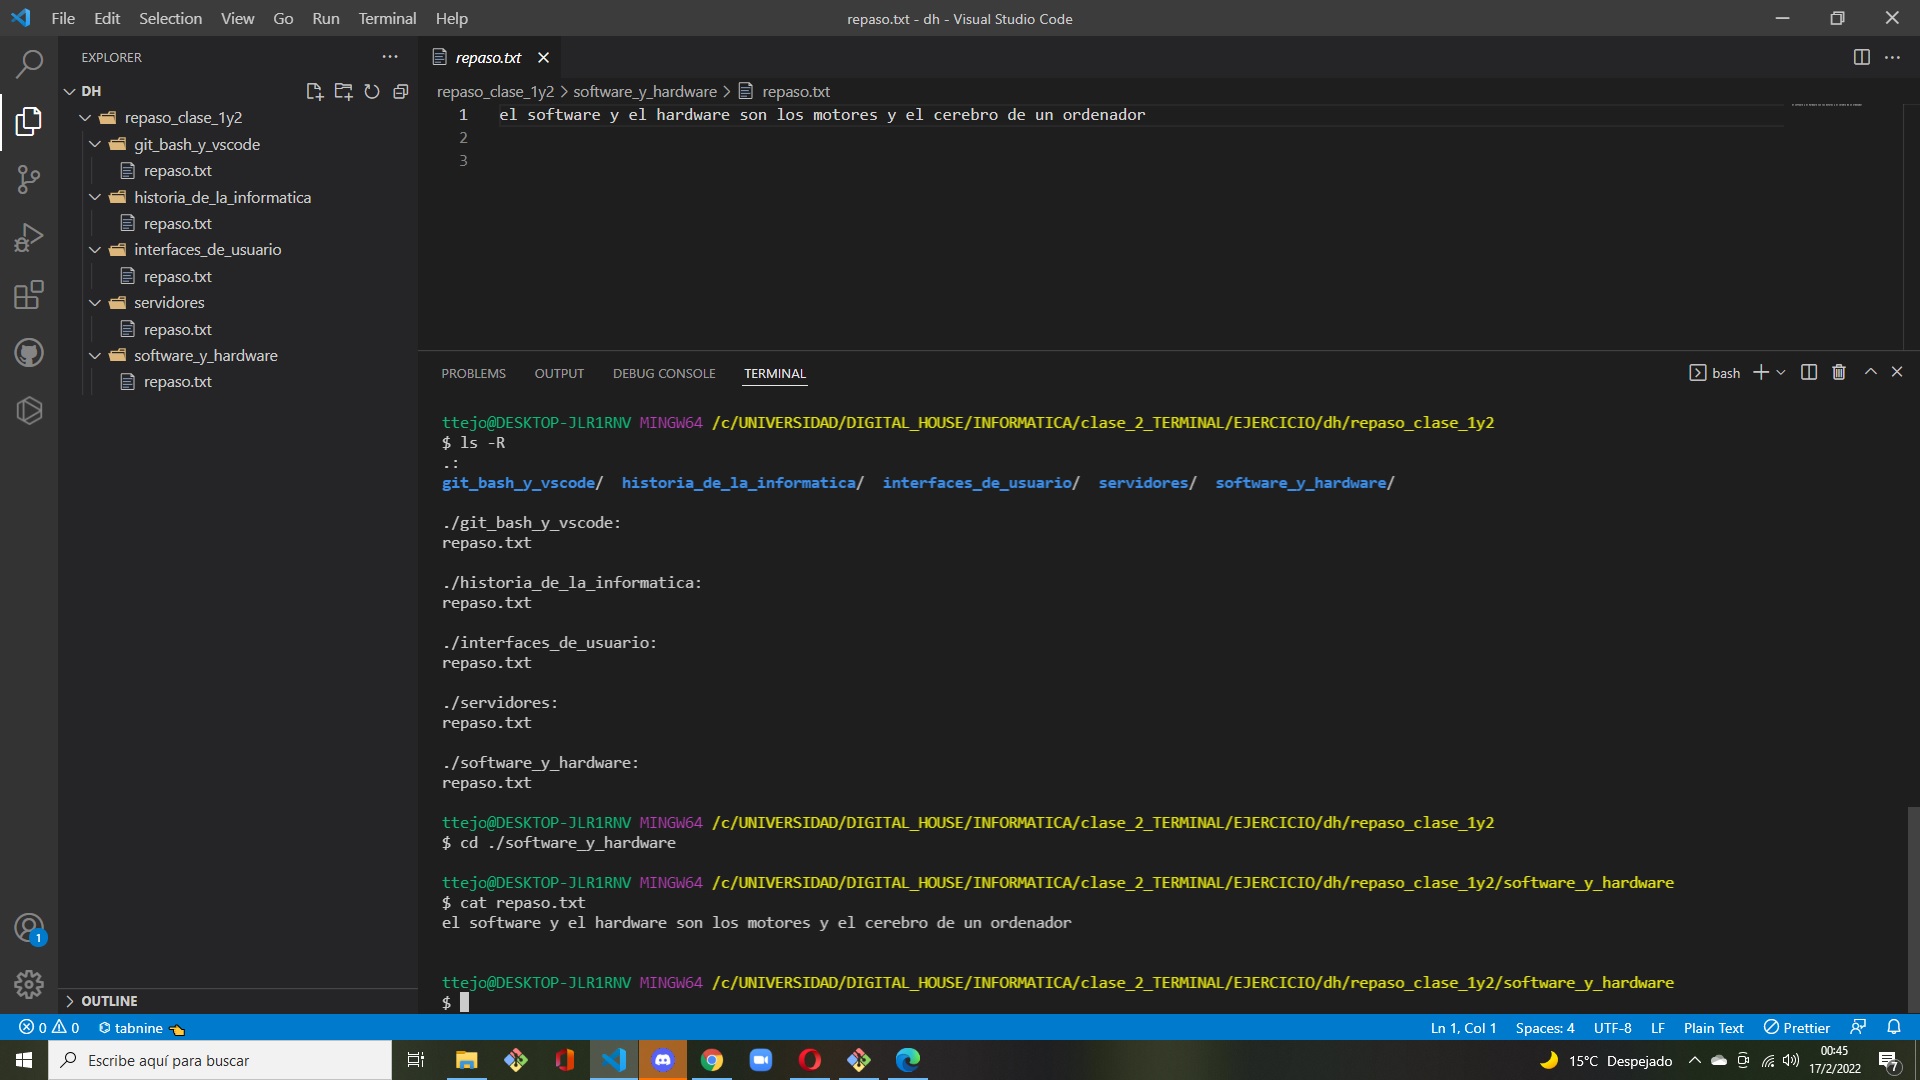 File Edit Selection View Go Run Terminal Help
repaso.txt - dh - Visual Studio Code
EXPLORER
DH
repaso_clase_1y2
git_bash_y_vscode
repaso.txt
historia_de_la_informatica
repaso.txt
interfaces_de_usuario
repaso.txt
servidores
repaso.txt
software_y_hardware
repaso.txt
OUTLINE
repaso.txt
repaso_clase_1y2 > software_y_hardware > repaso.txt
1 el software y el hardware son los motores y el cerebro de un ordenador
2
3
PROBLEMS OUTPUT DEBUG CONSOLE TERMINAL
bash
ttejo@DESKTOP-JLR1RNV MINGW64 /c/UNIVERSIDAD/DIGITAL_HOUSE/INFORMATICA/clase_2_TERMINAL/EJERCICIO/dh/repaso_clase_1y2
$ ls -R
.:
git_bash_y_vscode/ historia_de_la_informatica/ interfaces_de_usuario/ servidores/ software_y_hardware/
./git_bash_y_vscode:
repaso.txt
./historia_de_la_informatica:
repaso.txt
./interfaces_de_usuario:
repaso.txt
./servidores:
repaso.txt
./software_y_hardware:
repaso.txt
ttejo@DESKTOP-JLR1RNV MINGW64 /c/UNIVERSIDAD/DIGITAL_HOUSE/INFORMATICA/clase_2_TERMINAL/EJERCICIO/dh/repaso_clase_1y2
$ cd ./software_y_hardware
ttejo@DESKTOP-JLR1RNV MINGW64 /c/UNIVERSIDAD/DIGITAL_HOUSE/INFORMATICA/clase_2_TERMINAL/EJERCICIO/dh/repaso_clase_1y2/software_y_hardware
$ cat repaso.txt
el software y el hardware son los motores y el cerebro de un ordenador
ttejo@DESKTOP-JLR1RNV MINGW64 /c/UNIVERSIDAD/DIGITAL_HOUSE/INFORMATICA/clase_2_TERMINAL/EJERCICIO/dh/repaso_clase_1y2/software_y_hardware
$
1
0 0 tabnine
Ln 1, Col 1 Spaces: 4 UTF-8 LF Plain Text Prettier
Escribe aquí para buscar
15°C Despejado
00:45
17/2/2022
7